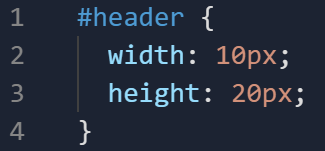 1 #header {
2 width: 10px;
3 height: 20px;
4 }